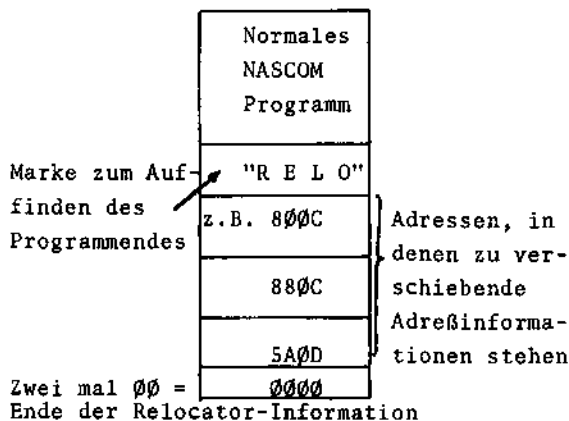 Normales
NASCOM
Programm
Marke zum Auf-
finden des
Programmendes
"R E L O"
z.B. 8ØØC
88ØC
5AØD
ØØØØ
Adressen, in
denen zu ver-
schiebende
Adreßinforma-
tionen stehen
Zwei mal ØØ =
Ende der Relocator-Information